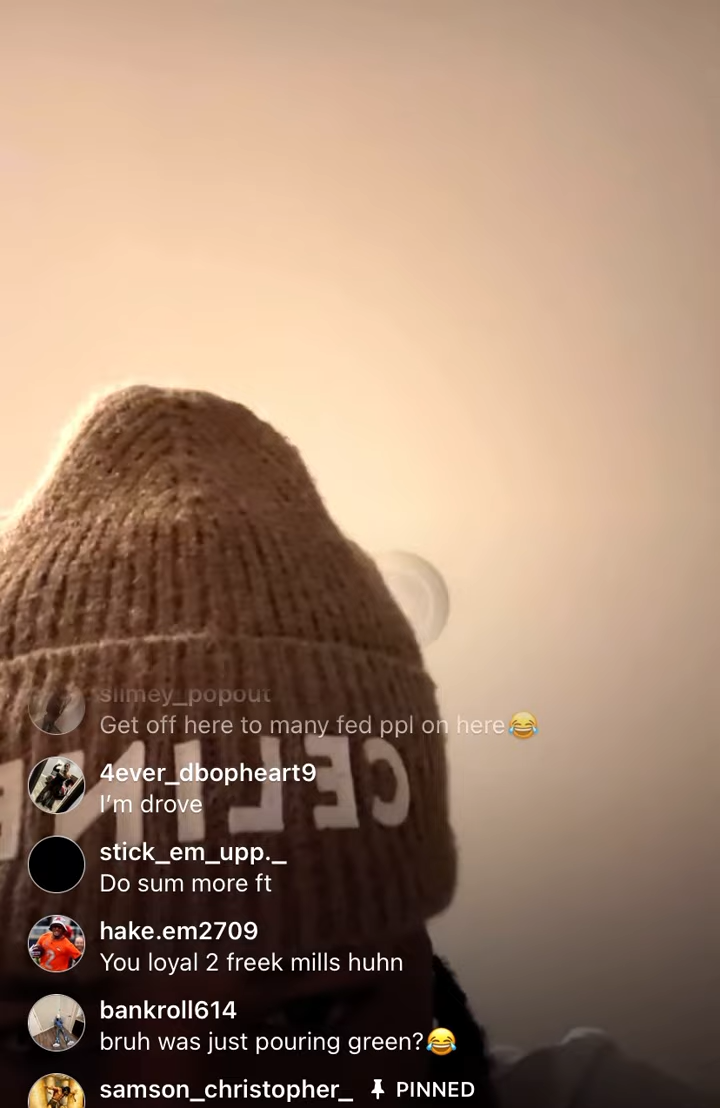 slimey_popout
Get off here to many fed ppl on here😂
CELINE
4ever_dbopheart9
I’m drove
stick_em_upp._
Do sum more ft
hake.em2709
You loyal 2 freek mills huhn
bankroll614
bruh was just pouring green?😂
samson_christopher_ PINNED